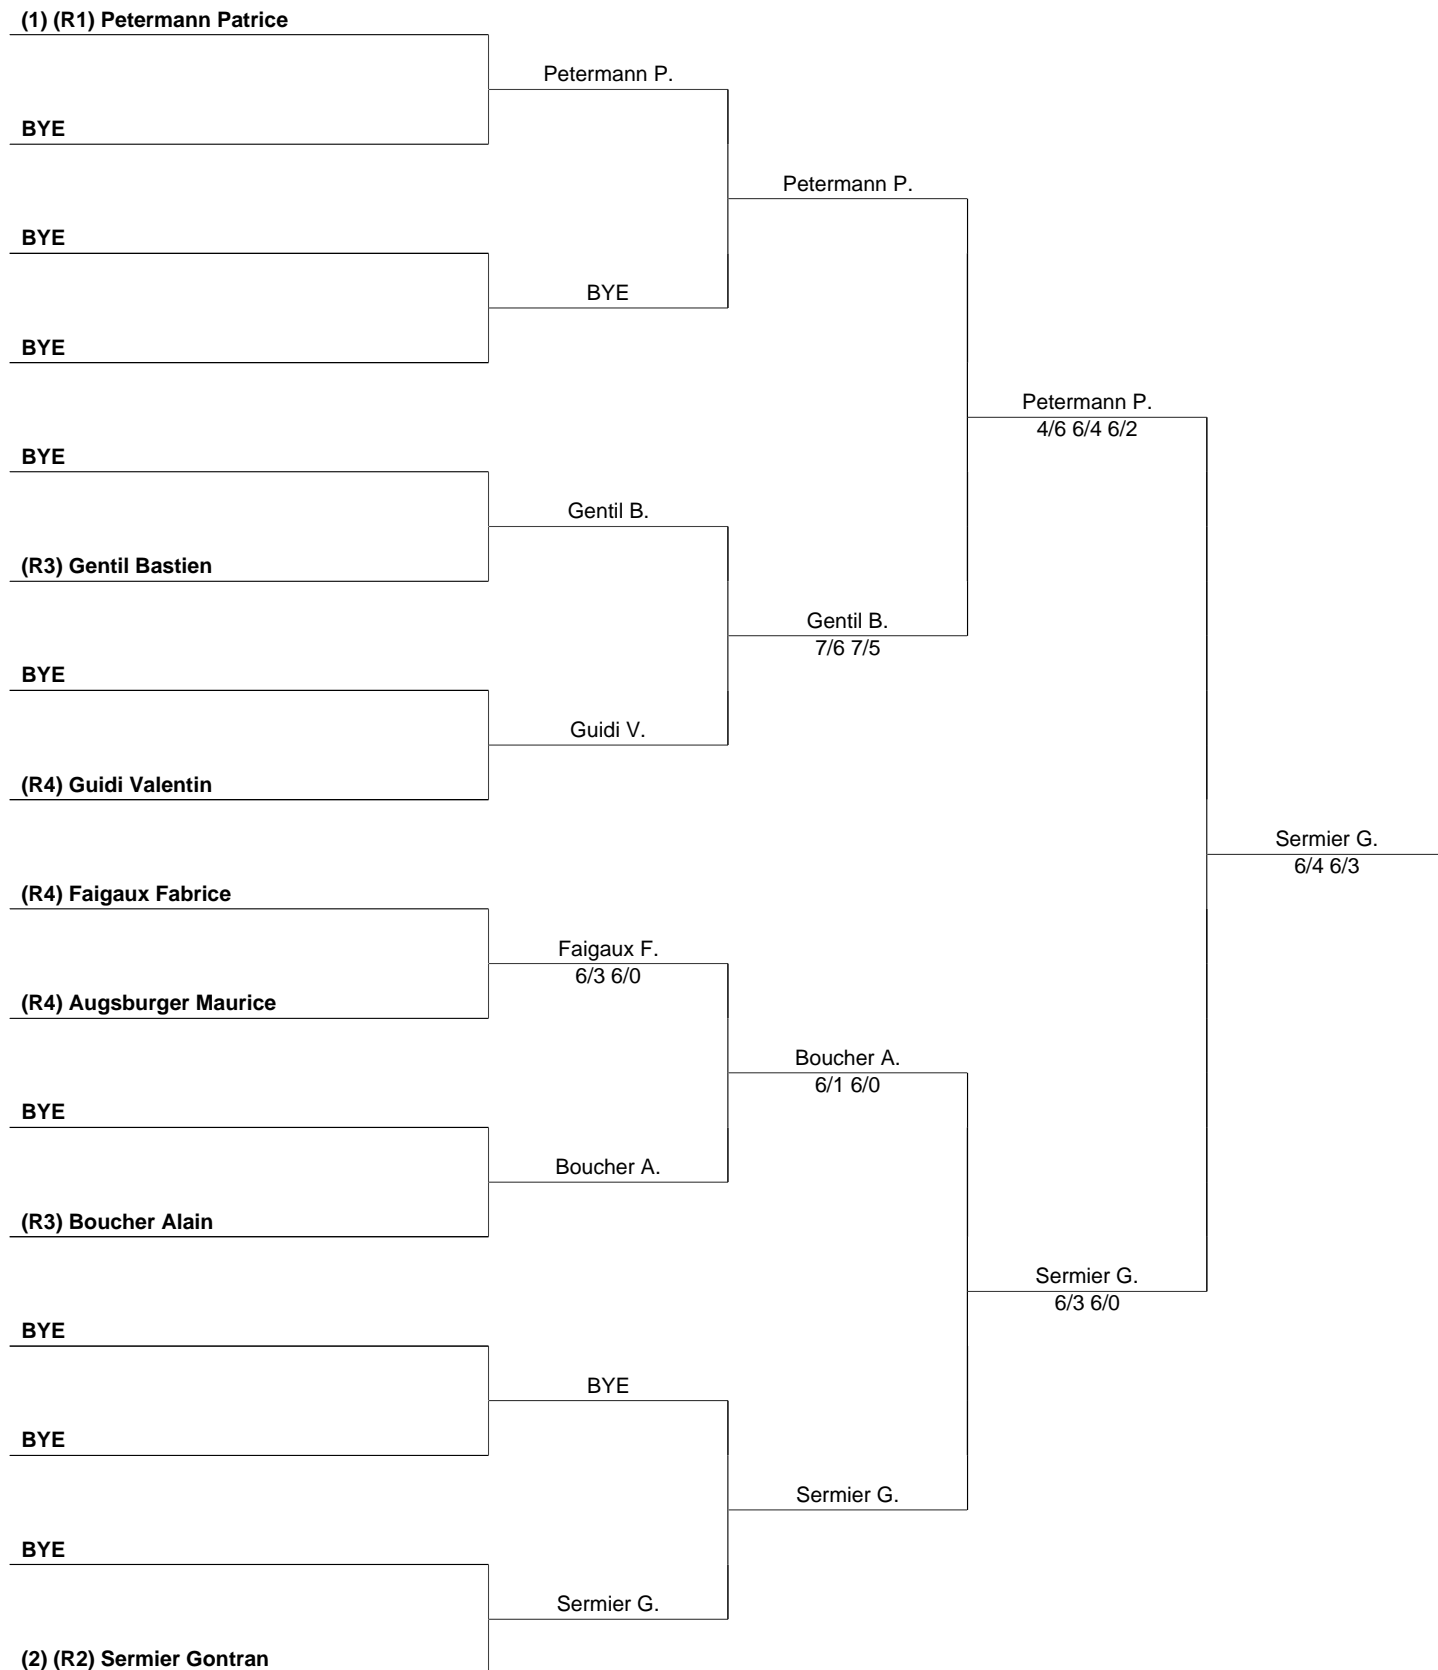 (1) (R1) Petermann Patrice
Petermann P.
BYE
Petermann P.
BYE
BYE
BYE
Petermann P.
4/6 6/4 6/2
BYE
Gentil B.
(R3) Gentil Bastien
Gentil B.
7/6 7/5
BYE
Guidi V.
(R4) Guidi Valentin
Sermier G.
6/4 6/3
(R4) Faigaux Fabrice
Faigaux F.
6/3 6/0
(R4) Augsburger Maurice
Boucher A.
6/1 6/0
BYE
Boucher A.
(R3) Boucher Alain
Sermier G.
6/3 6/0
BYE
BYE
BYE
Sermier G.
BYE
Sermier G.
(2) (R2) Sermier Gontran